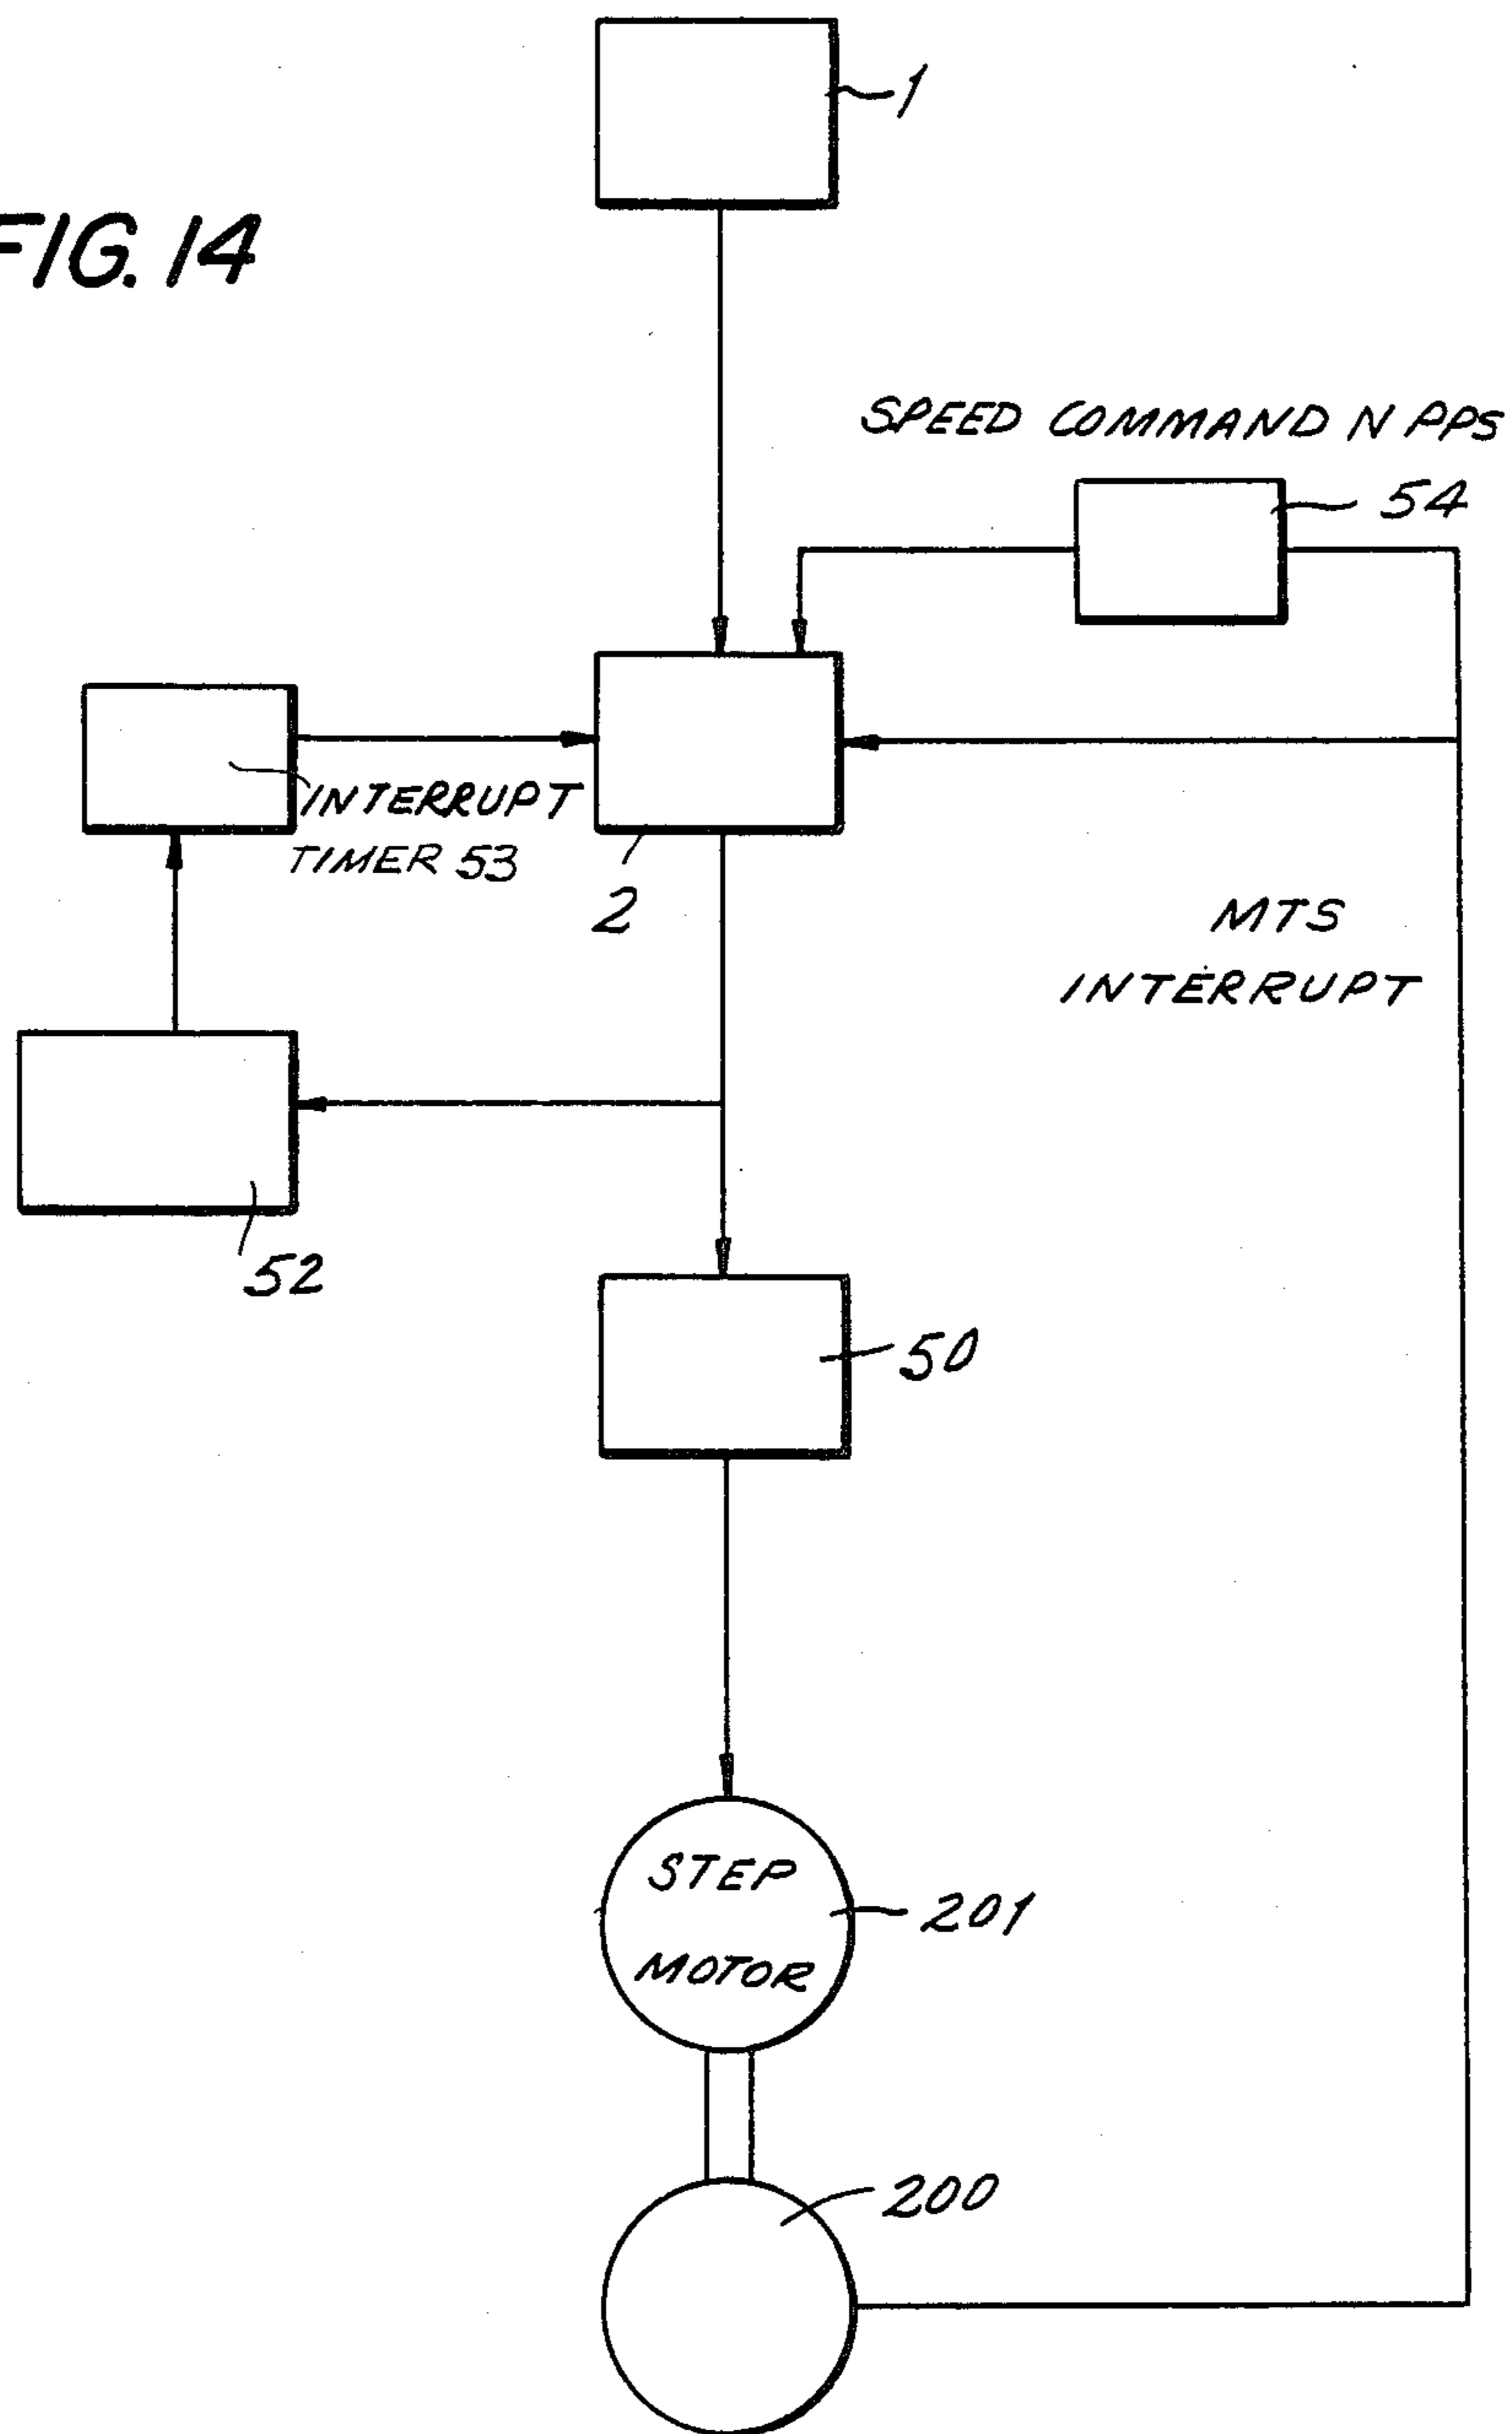 1
FIG. 14
SPEED COMMAND N PPS
54
INTERRUPT
TIMER 53
2
MTS
INTERRUPT
52
50
STEP
MOTOR
201
200